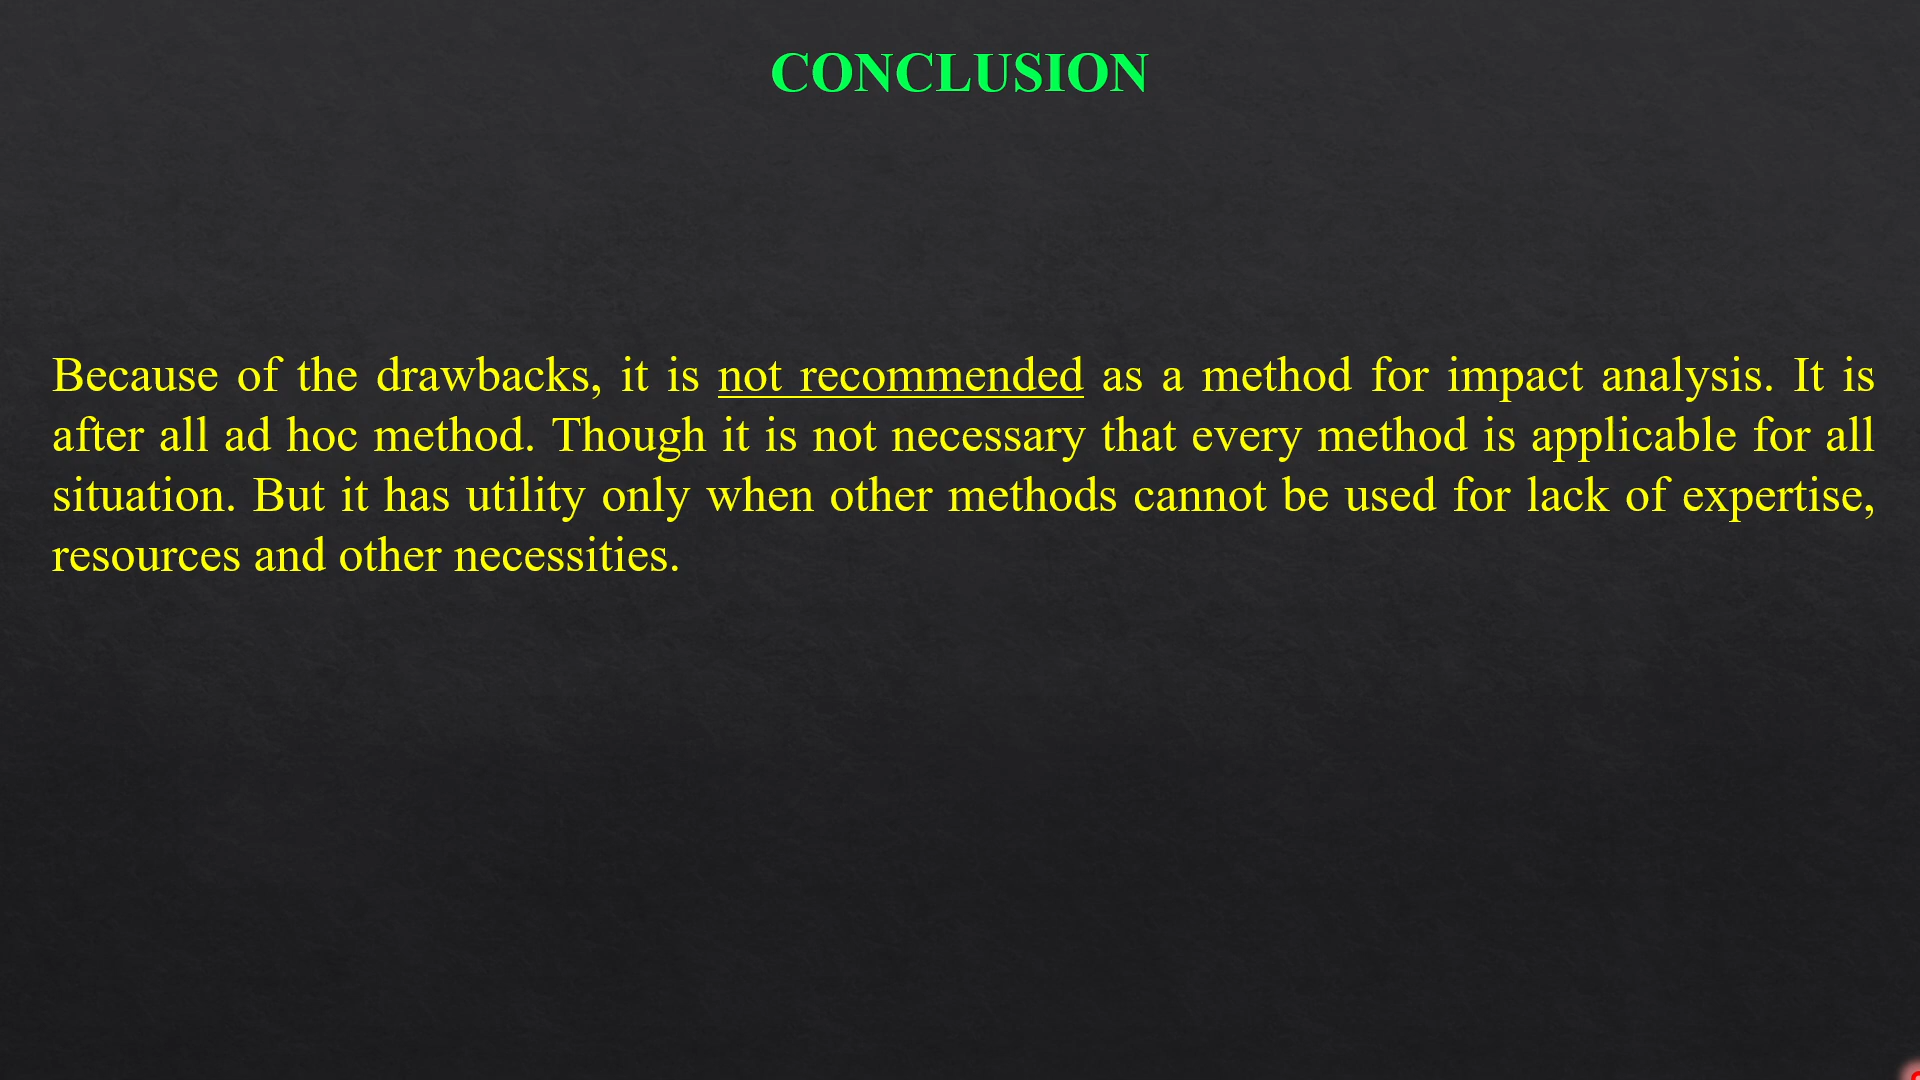 CONCLUSION
Because of the drawbacks, it is not recommended as a method for impact analysis. It is
after all ad hoc method. Though it is not necessary that every method is applicable for all
situation. But it has utility only when other methods cannot be used for lack of expertise,
resources and other necessities.